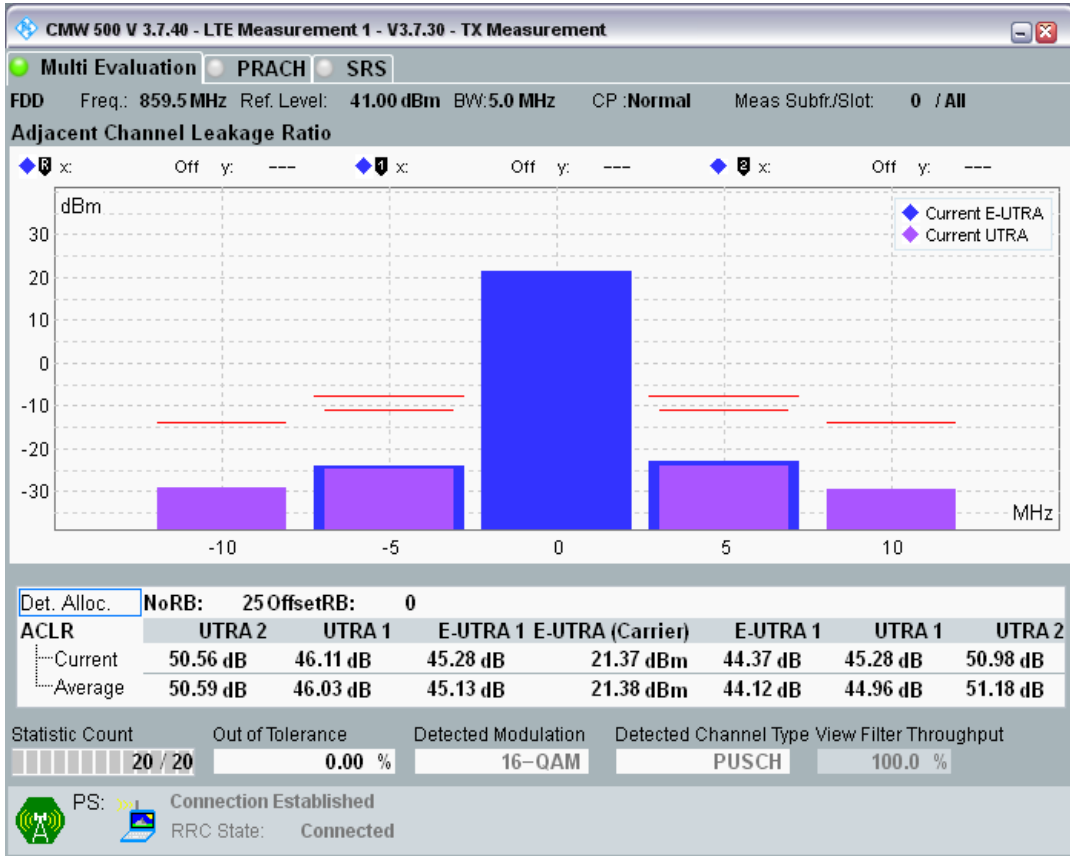 CMW 500 V 3.7.40 - LTE Measurement 1 - V3.7.30 - TX Measurement
Multi Evaluation PRACH SRS
FDD Freq.: 859.5 MHz Ref. Level: 41.00 dBm BW: 5.0 MHz CP : Normal Meas Subfr./Slot: 0 / All
Adjacent Channel Leakage Ratio
R x: Off y: --- 1 x: Off y: --- 2 x: Off y: ---
dBm
Current E-UTRA
Current UTRA
30
20
10
0
-10
-20
-30
MHz
-10 -5 0 5 10
Det. Alloc. NoRB: 25 OffsetRB: 0
ACLR UTRA 2 UTRA 1 E-UTRA 1 E-UTRA (Carrier) E-UTRA 1 UTRA 1 UTRA 2
Current 50.56 dB 46.11 dB 45.28 dB 21.37 dBm 44.37 dB 45.28 dB 50.98 dB
Average 50.59 dB 46.03 dB 45.13 dB 21.38 dBm 44.12 dB 44.96 dB 51.18 dB
Statistic Count Out of Tolerance Detected Modulation Detected Channel Type View Filter Throughput
20 / 20 0.00 % 16-QAM PUSCH 100.0 %
PS: Connection Established
RRC State: Connected